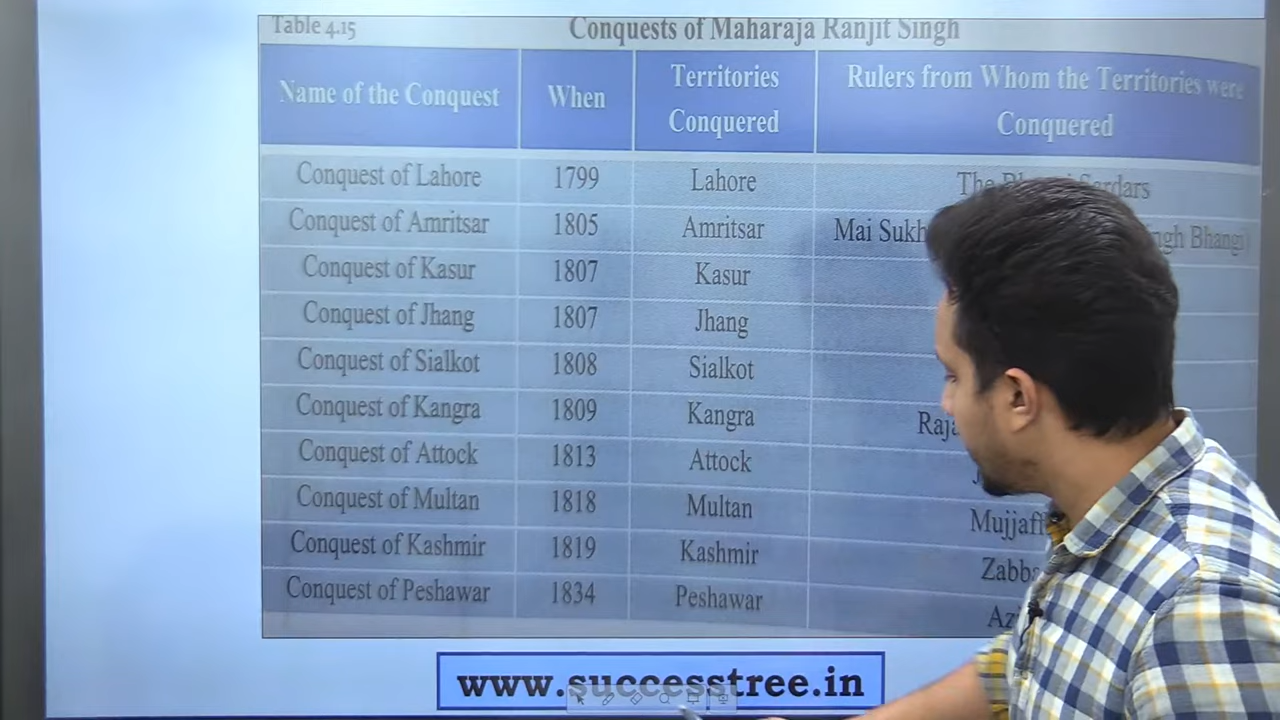 Table 4.15 Conquests of Maharaja Ranjit Singh
Name of the Conquest When Territories Conquered Rulers from Whom the Territories were Conquered
Conquest of Lahore 1799 Lahore The Sardars
Conquest of Amritsar 1805 Amritsar Mai Sukh ngh Bhangi)
Conquest of Kasur 1807 Kasur
Conquest of Jhang 1807 Jhang
Conquest of Sialkot 1808 Sialkot
Conquest of Kangra 1809 Kangra Raja
Conquest of Attock 1813 Attock
Conquest of Multan 1818 Multan Mujjaff
Conquest of Kashmir 1819 Kashmir Zabba
Conquest of Peshawar 1834 Peshawar Azi
www.successtree.in